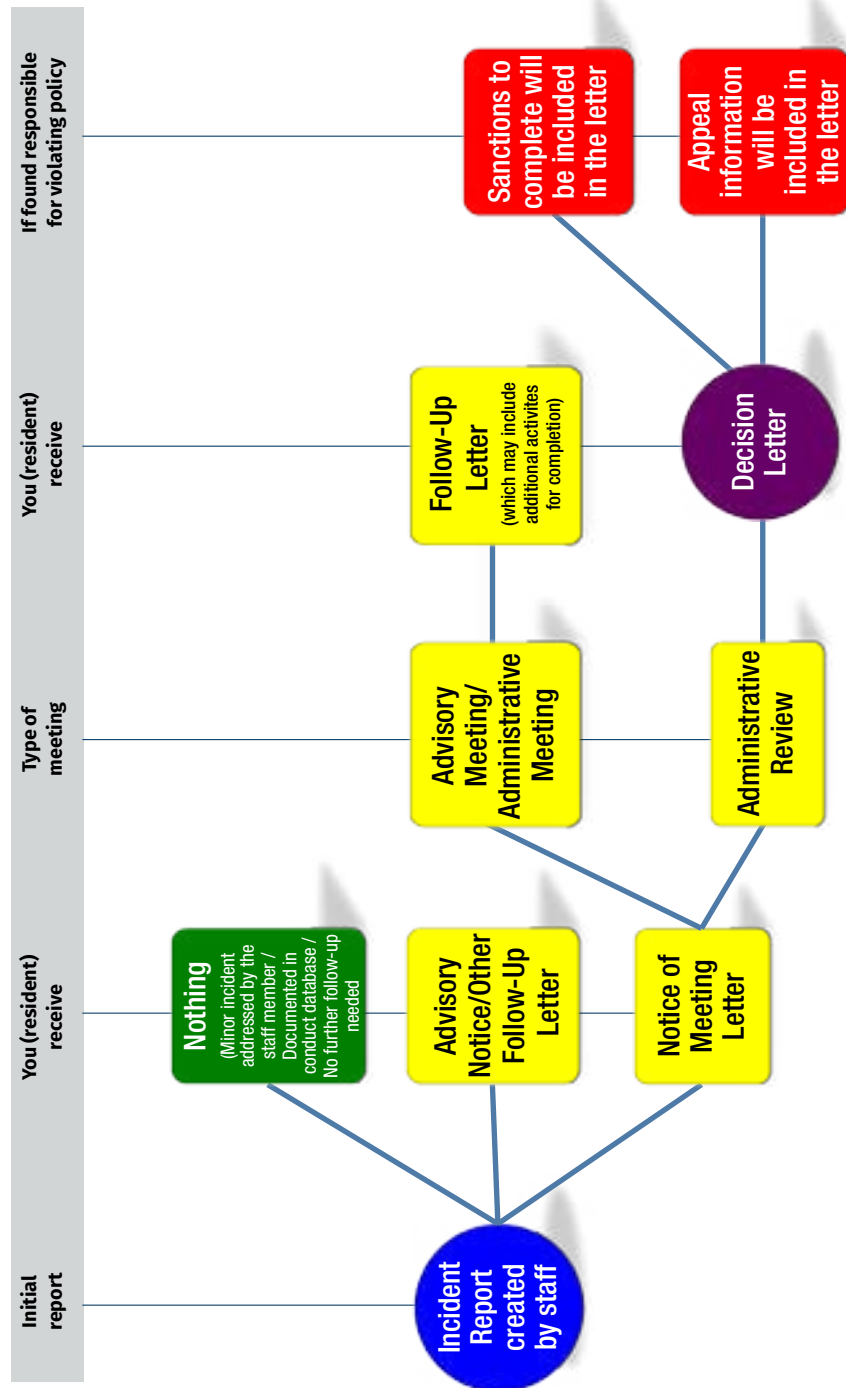 Initial
report
You (resident)
receive
Type of
meeting
You (resident)
receive
If found responsible
for violating policy
Incident
Report
created
by staff
Nothing
(Minor incident
addressed by the
staff member /
Documented in
conduct database /
No further follow-up
needed
Advisory
Notice/Other
Follow-Up
Letter
Notice of
Meeting
Letter
Advisory
Meeting/
Administrative
Meeting
Administrative
Review
Follow-Up
Letter
(which may include
additional activites
for completion)
Decision
Letter
Sanctions to
complete will
be included
in the letter
Appeal
information
will be
included in
the letter